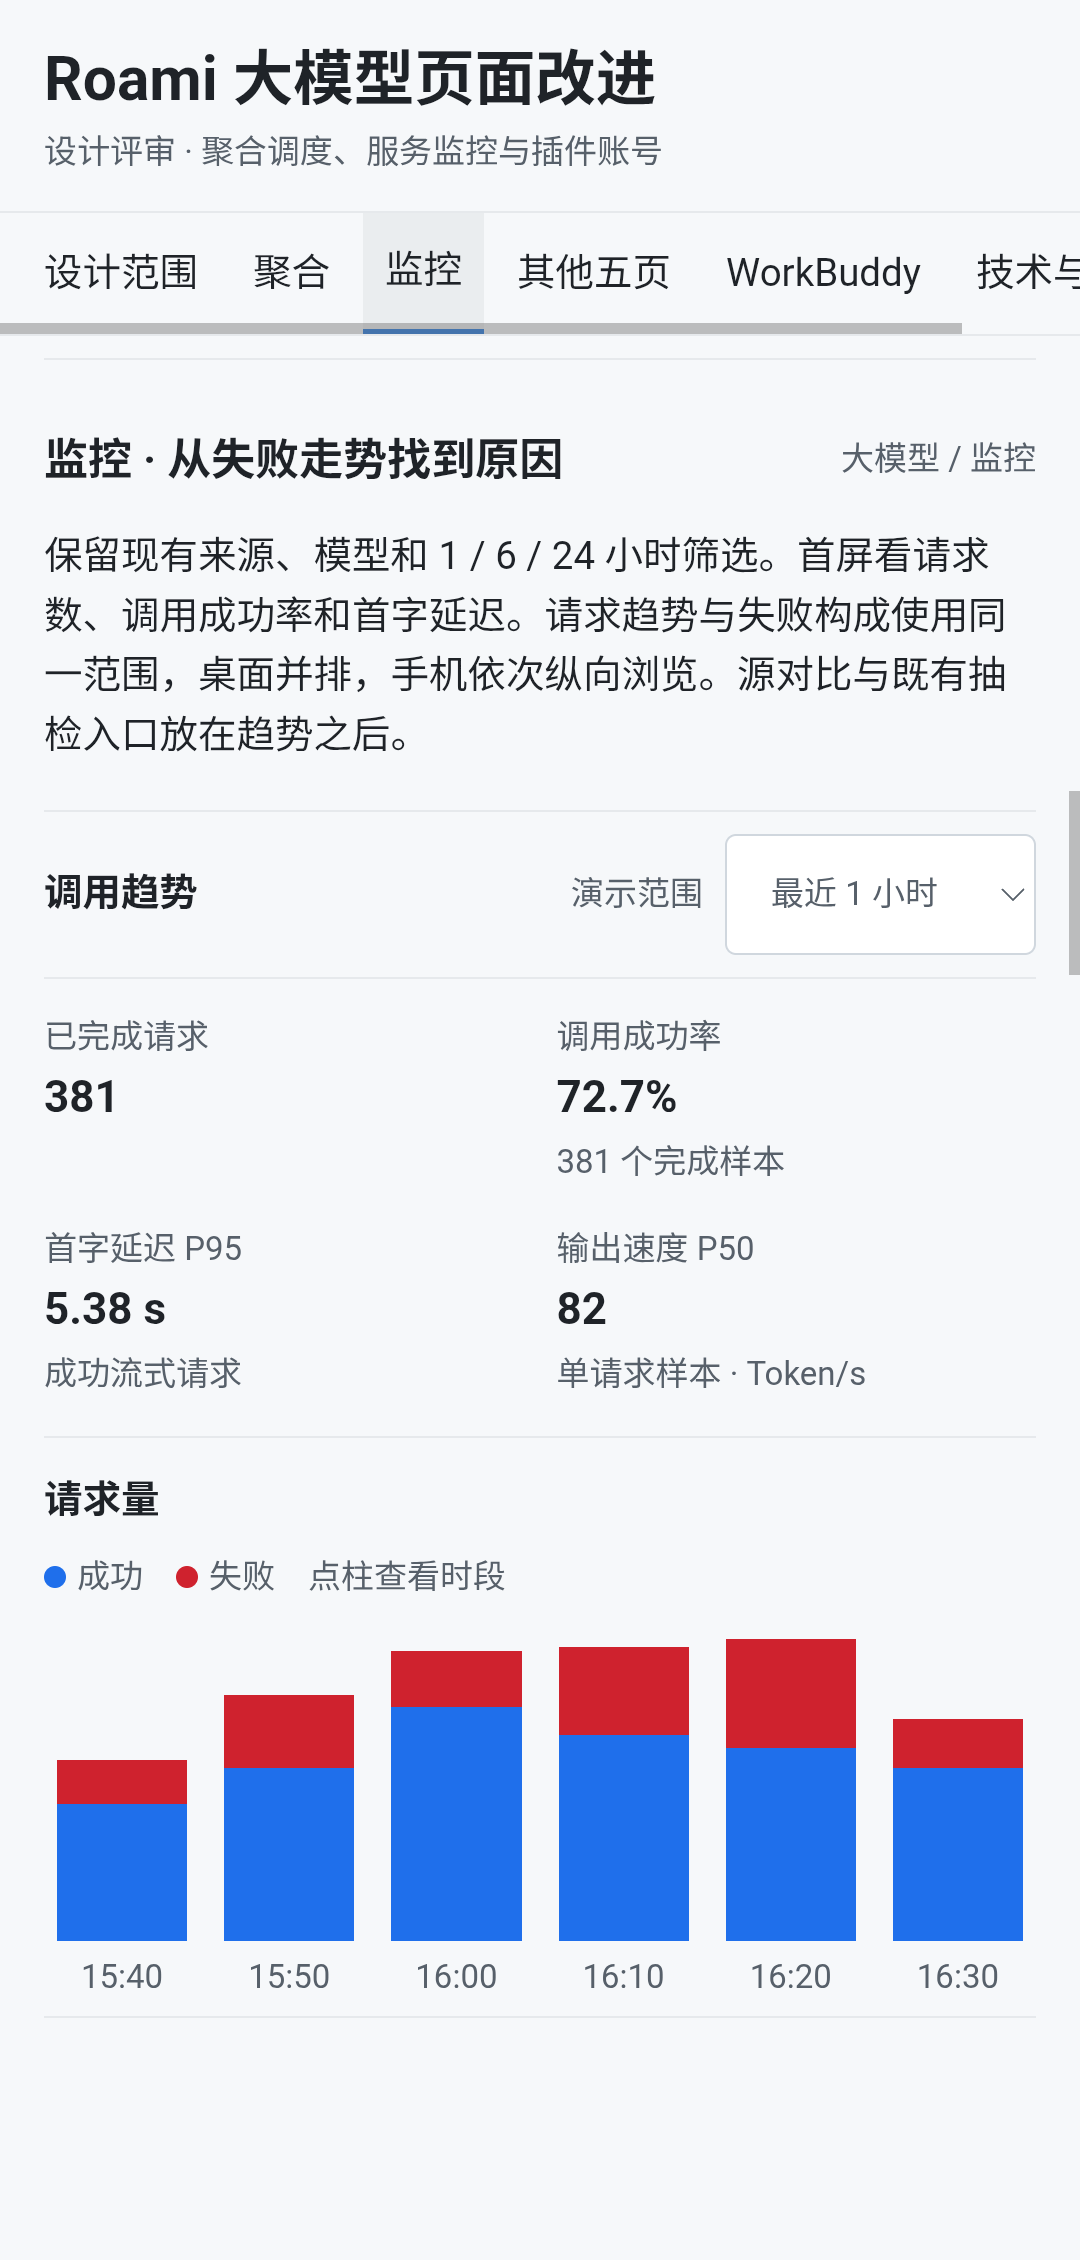 Roami 大模型页面改进
设计评审 · 聚合调度、服务监控与插件账号
设计范围 聚合 监控 其他五页 WorkBuddy 技术与
监控 · 从失败走势找到原因 大模型 / 监控
保留现有来源、模型和 1 / 6 / 24 小时筛选。首屏看请求
数、调用成功率和首字延迟。请求趋势与失败构成使用同
一范围，桌面并排，手机依次纵向浏览。源对比与既有抽
检入口放在趋势之后。
调用趋势 演示范围 最近 1 小时
已完成请求 调用成功率
381 72.7%
381 个完成样本
首字延迟 P95 输出速度 P50
5.38 s 82
成功流式请求 单请求样本 · Token/s
请求量
成功 失败 点柱查看时段
15:40 15:50 16:00 16:10 16:20 16:30